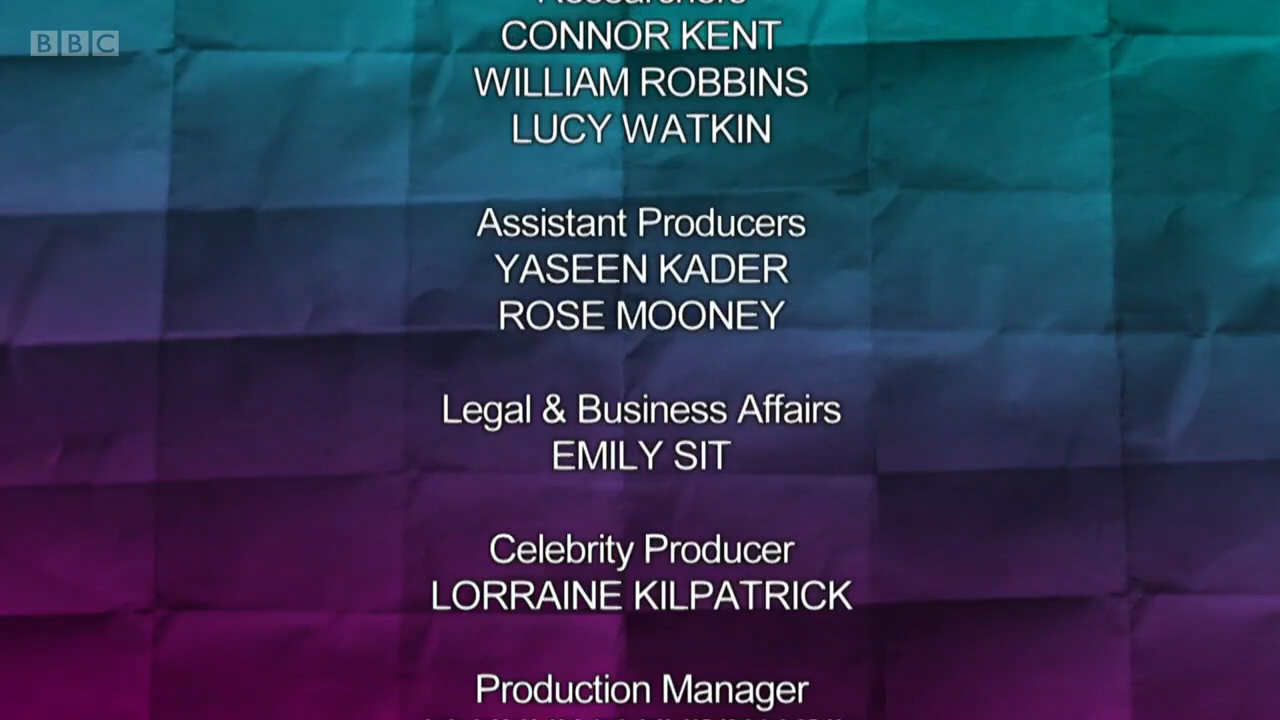 BBC
Researchers
CONNOR KENT
WILLIAM ROBBINS
LUCY WATKIN
Assistant Producers
YASEEN KADER
ROSE MOONEY
Legal & Business Affairs
EMILY SIT
Celebrity Producer
LORRAINE KILPATRICK
Production Manager